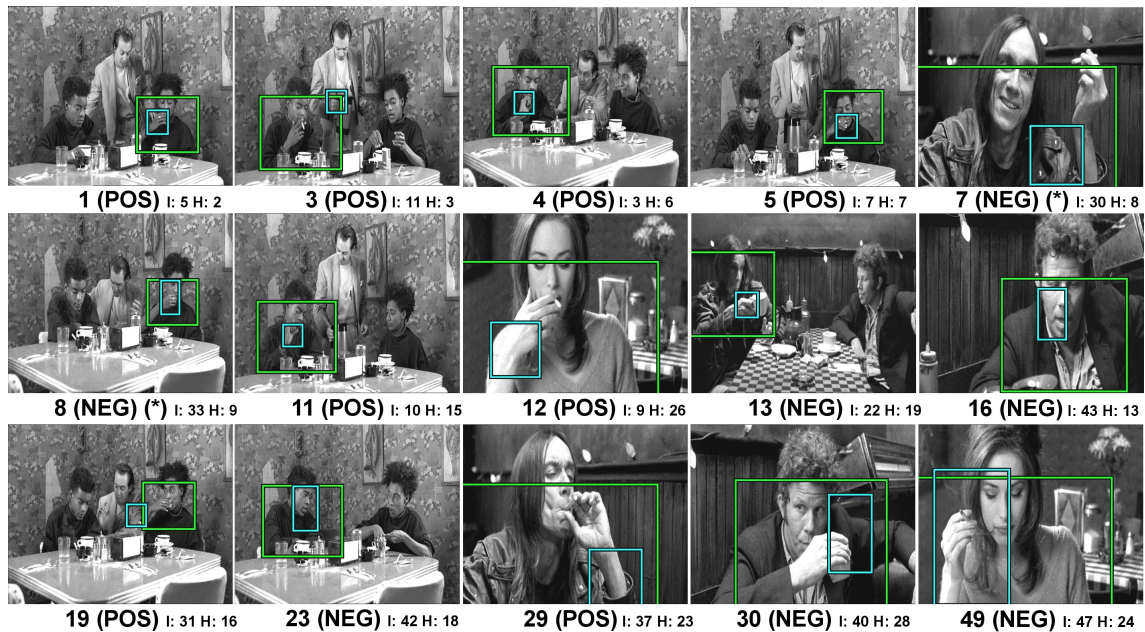 1 (POS) I: 5 H: 2
3 (POS) I: 11 H: 3
4 (POS) I: 3 H: 6
5 (POS) I: 7 H: 7
7 (NEG) (*) I: 30 H: 8
8 (NEG) (*) I: 33 H: 9
11 (POS) I: 10 H: 15
12 (POS) I: 9 H: 26
13 (NEG) I: 22 H: 19
16 (NEG) I: 43 H: 13
19 (POS) I: 31 H: 16
23 (NEG) I: 42 H: 18
29 (POS) I: 37 H: 23
30 (NEG) I: 40 H: 28
49 (NEG) I: 47 H: 24